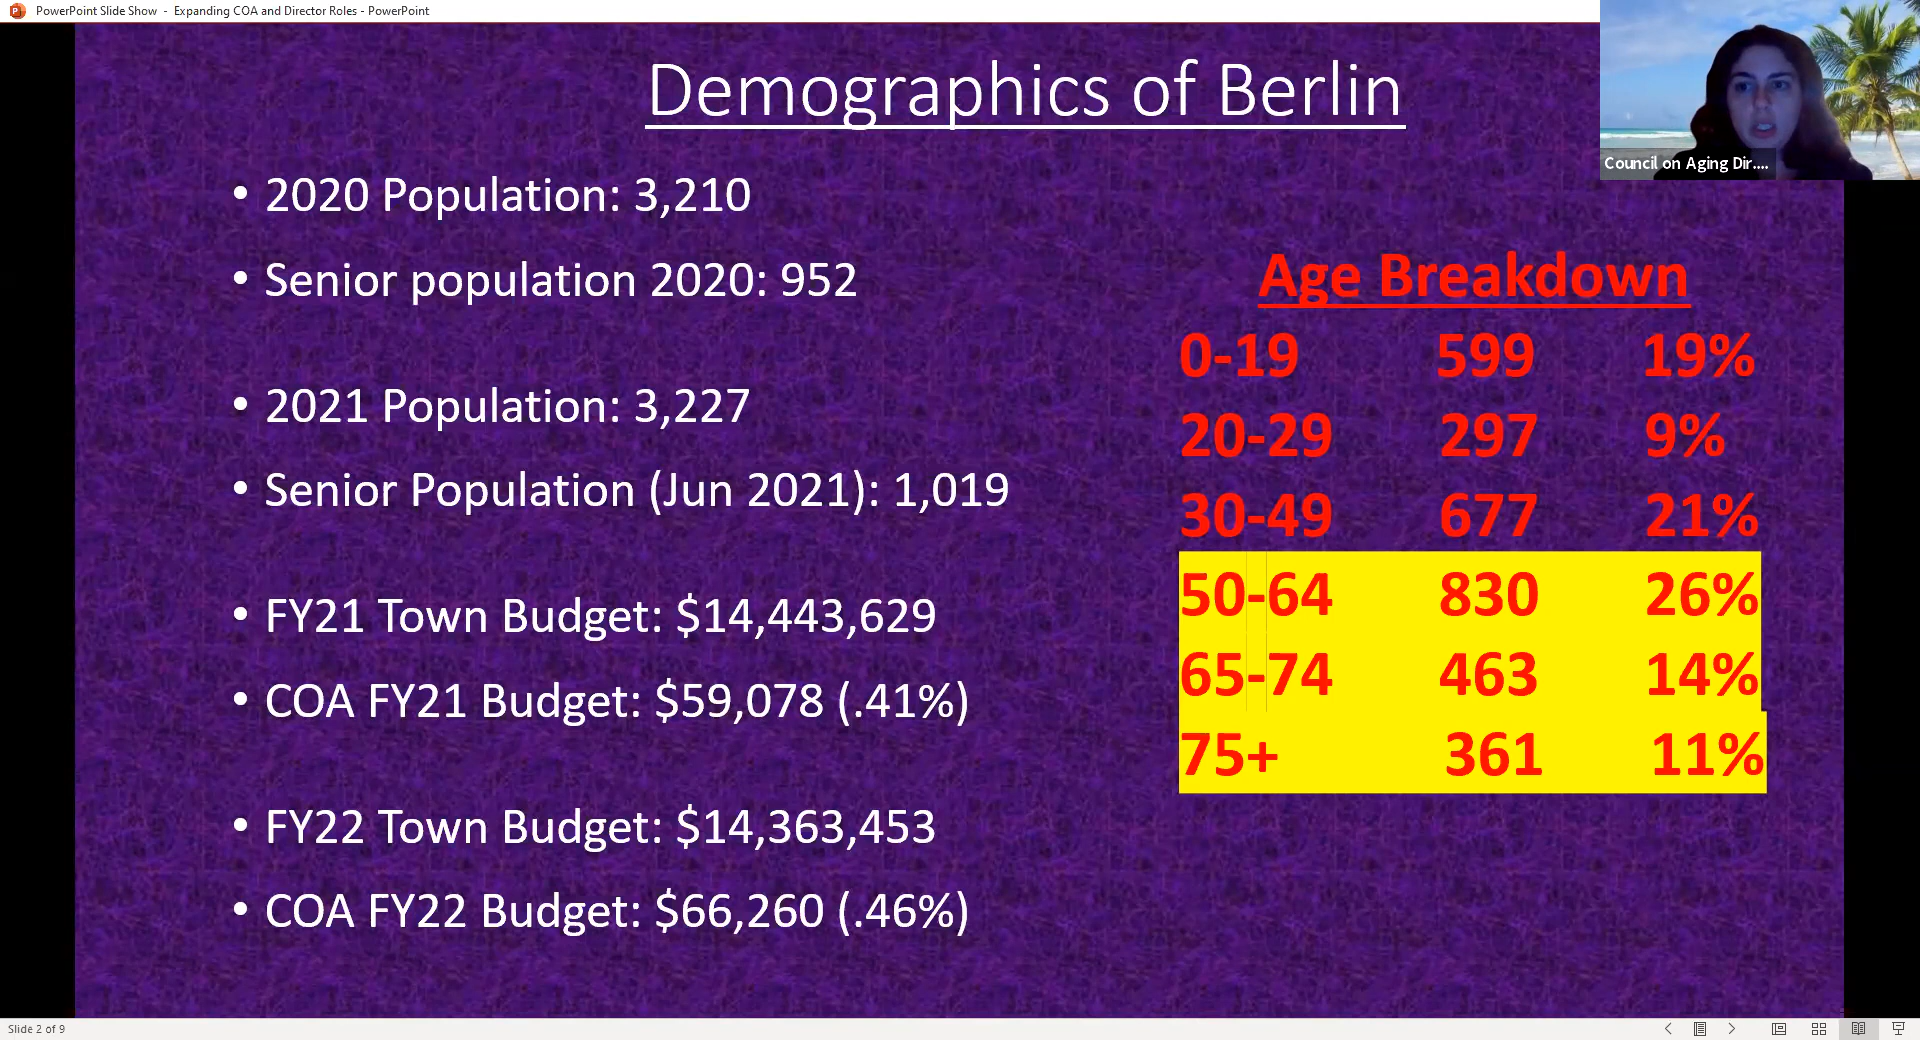 PowerPoint Slide Show - Expanding COA and Director Roles - PowerPoint
Council on Aging Dir....
Demographics of Berlin
• 2020 Population: 3,210
• Senior population 2020: 952
• 2021 Population: 3,227
• Senior Population (Jun 2021): 1,019
• FY21 Town Budget: $14,443,629
• COA FY21 Budget: $59,078 (.41%)
• FY22 Town Budget: $14,363,453
• COA FY22 Budget: $66,260 (.46%)
Age Breakdown
0-19 599 19%
20-29 297 9%
30-49 677 21%
50-64 830 26%
65-74 463 14%
75+ 361 11%
Slide 2 of 9